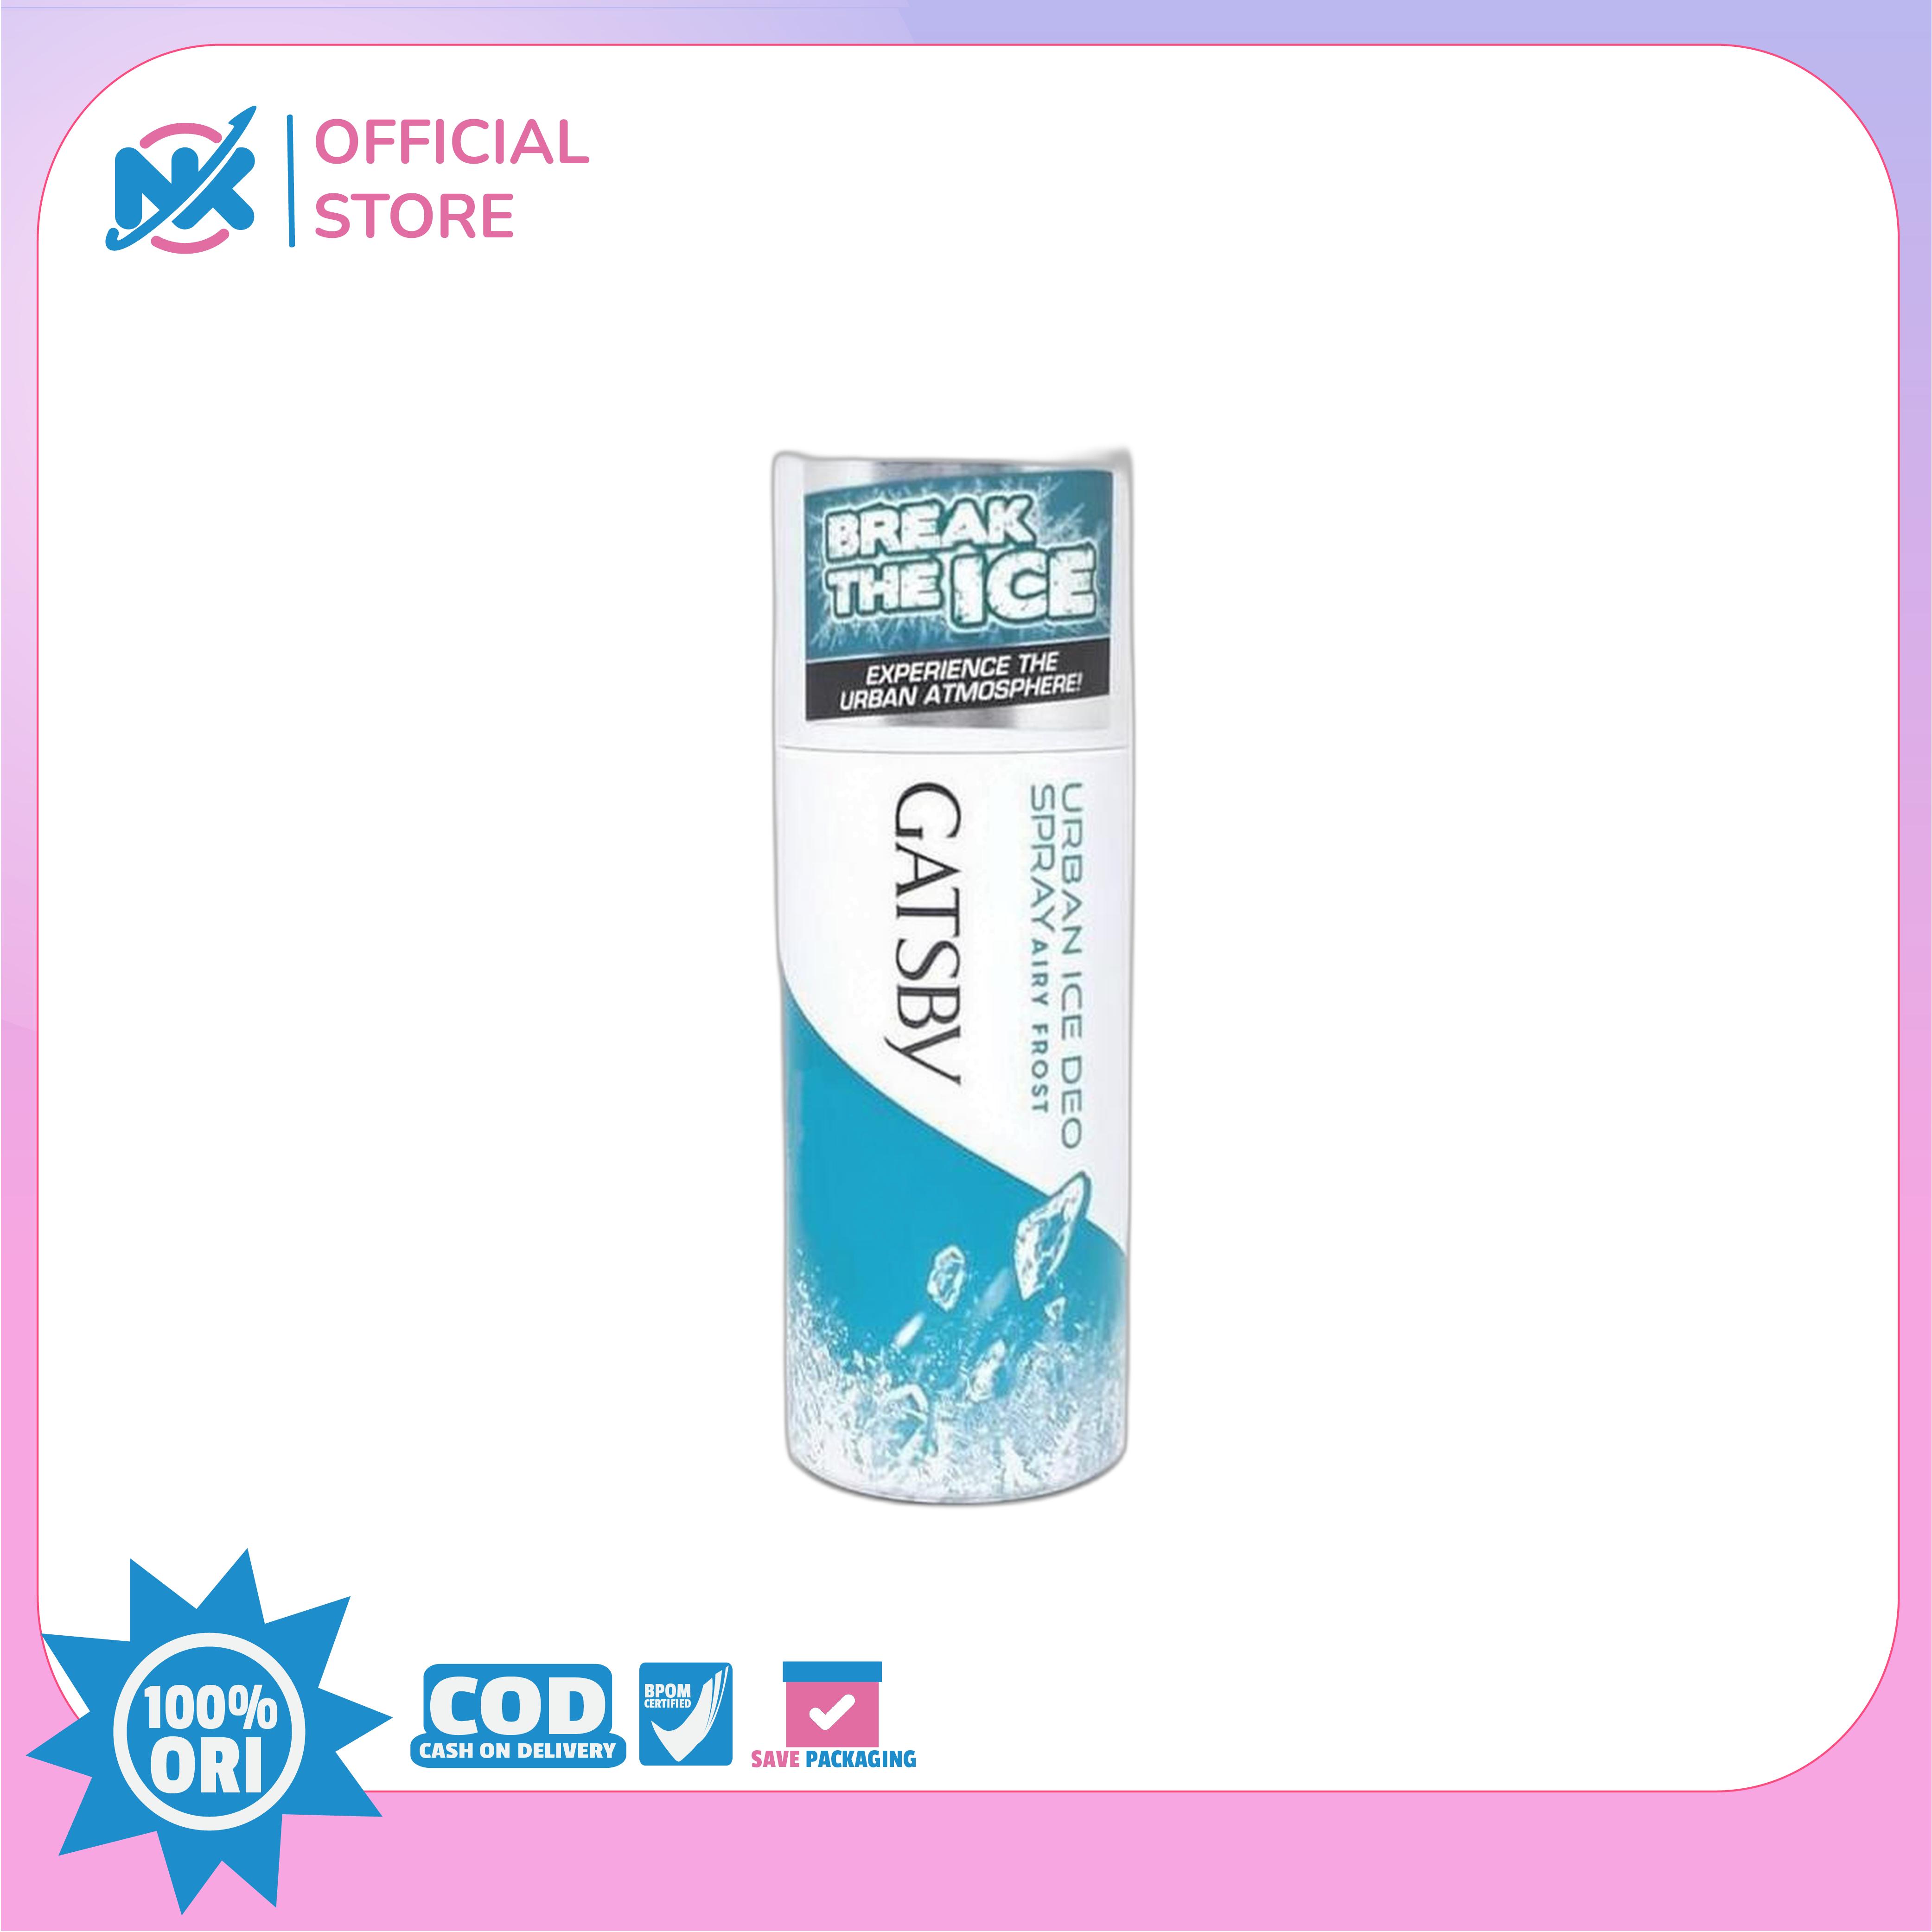 NK
OFFICIAL
STORE
BREAK
THE ICE
EXPERIENCE THE
URBAN ATMOSPHERE!
GATSBY
URBAN ICE DEO
SPRAY AIRY FROST
100%
ORI
COD
CASH ON DELIVERY
BPOM
CERTIFIED
SAVE PACKAGING